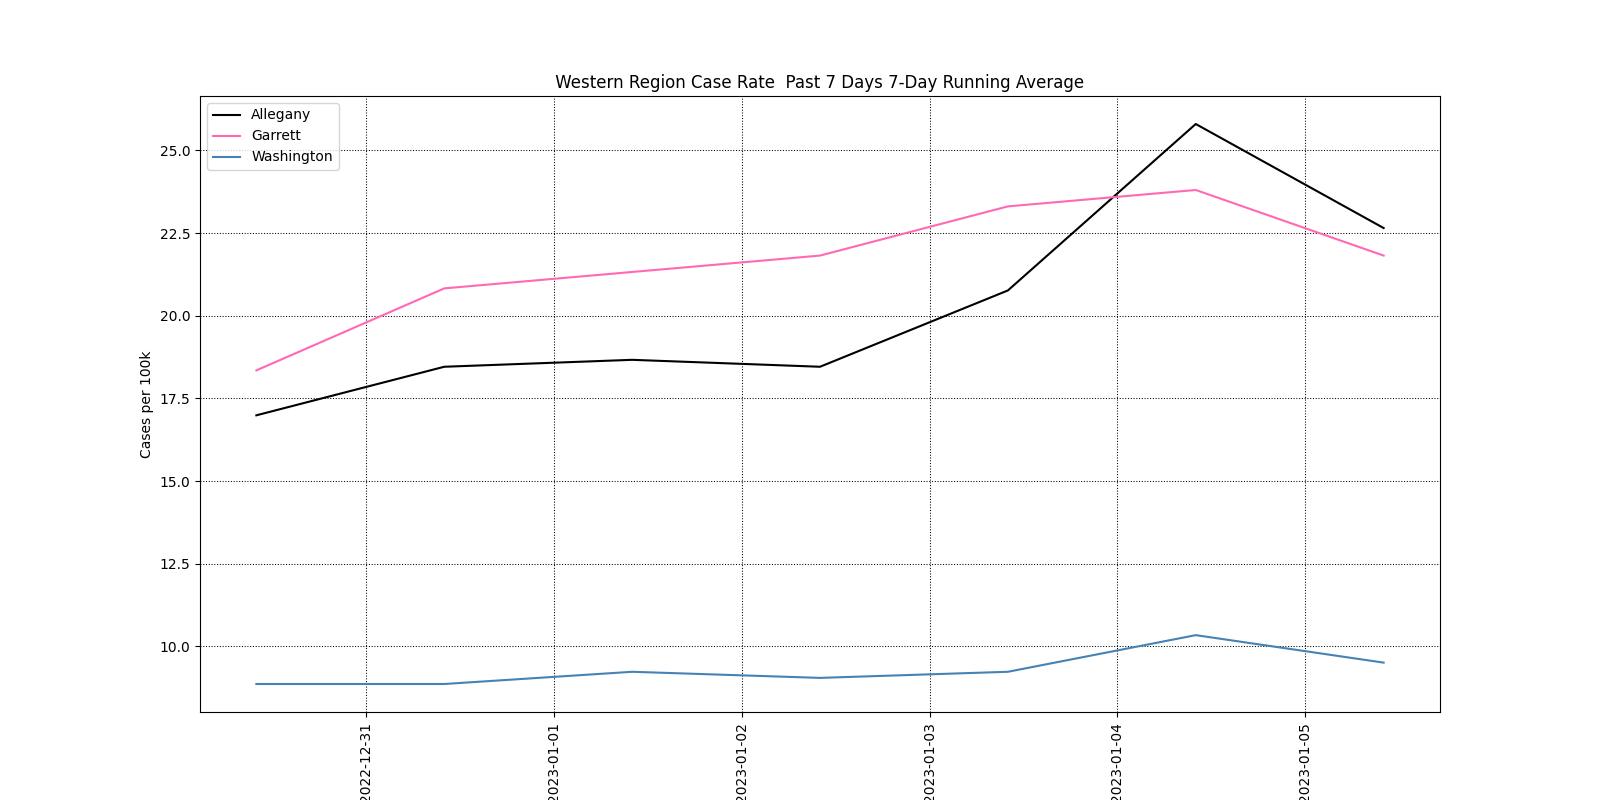 Western Region Case Rate  Past 7 Days 7-Day Running Average
Allegany
Garrett
Washington
25.0
22.5
20.0
17.5
15.0
12.5
10.0
Cases per 100k
2022-12-31
2023-01-01
2023-01-02
2023-01-03
2023-01-04
2023-01-05